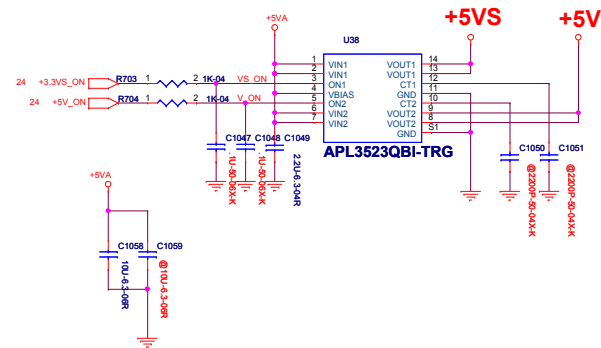 +5VS
+5V
+5VA
U38
1 VIN1 VOUT1 14
2 VIN1 VOUT1 13
3 ON1 CT1 12
4 VBIAS GND 11
5 ON2 CT2 10
6 VIN2 VOUT2 9
7 VIN2 VOUT2 8
GND S1
APL3523QBI-TRG
24 +3.3VS_ON R703 1 2 1K-04 VS_ON
24 +5V_ON R704 1 2 1K-04 V_ON
C1047 C1048 C1049
.1U-50-06X-K
.1U-50-06X-K
2.2U-6.3-04R
C1050 C1051
@2200P-50-04X-K
@2200P-50-04X-K
+5VA
C1058 C1059
10U-6.3-06R
@10U-6.3-06R